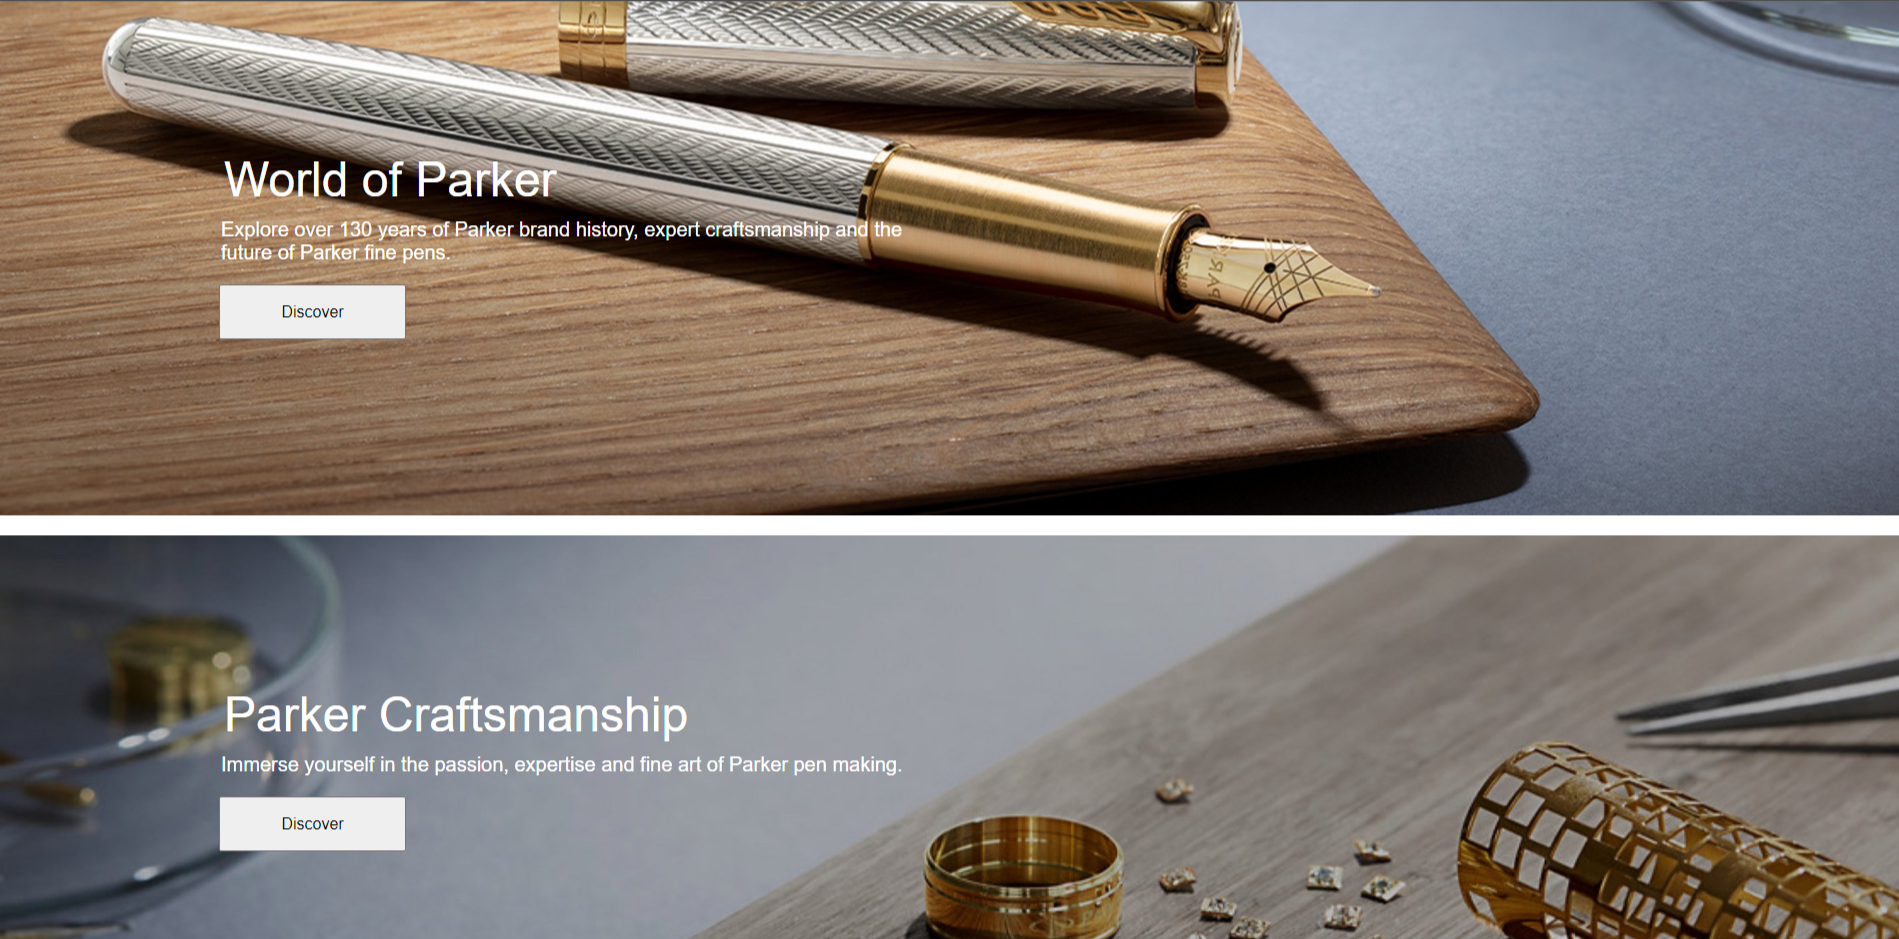 World of Parker
Explore over 130 years of Parker brand history, expert craftsmanship and the
future of Parker fine pens.
Discover
PARKER
Parker Craftsmanship
Immerse yourself in the passion, expertise and fine art of Parker pen making.
Discover